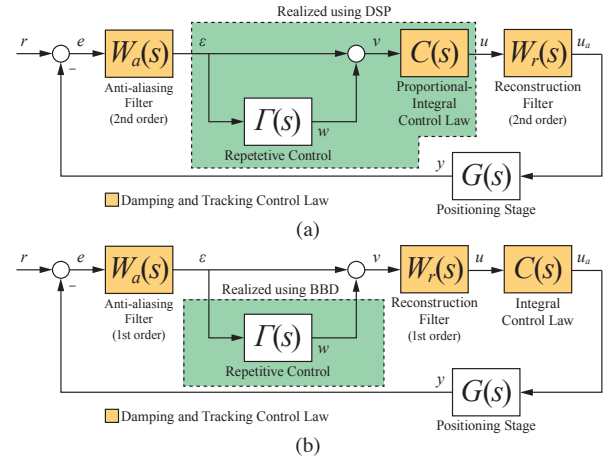 Realized using DSP
r
e
W_a(s)
ε
v
C(s)
u
W_r(s)
u_a
−
Anti-aliasing
Filter
(2nd order)
Γ(s)
w
Repetetive Control
Proportional-
Integral
Control Law
Reconstruction
Filter
(2nd order)
y
G(s)
Positioning Stage
Damping and Tracking Control Law
(a)
r
e
W_a(s)
ε
v
W_r(s)
u
C(s)
u_a
−
Anti-aliasing
Filter
(1st order)
Realized using BBD
Γ(s)
w
Repetitive Control
Reconstruction
Filter
(1st order)
Integral
Control Law
y
G(s)
Positioning Stage
Damping and Tracking Control Law
(b)